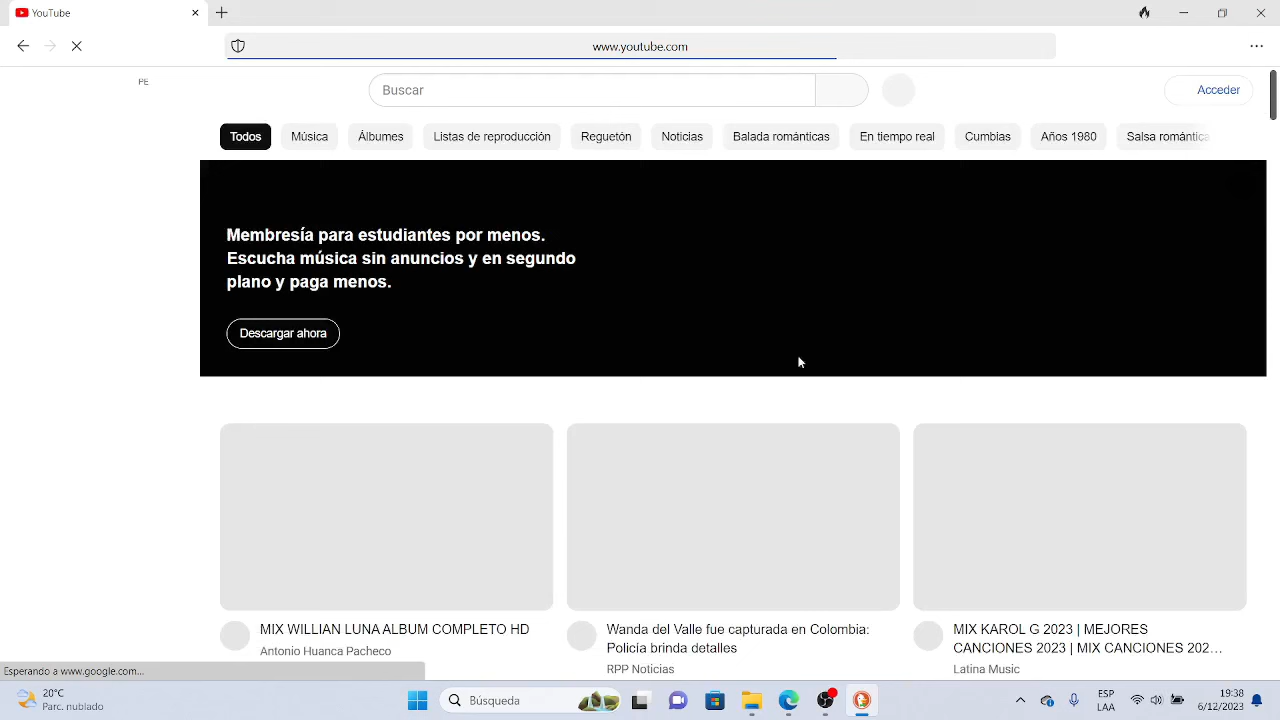 YouTube
www.youtube.com
PE
Buscar
Acceder
Todos
Música
Álbumes
Listas de reproducción
Reguetón
Noticias
Balada románticas
En tiempo real
Cumbias
Años 1980
Salsa romántica
Membresía para estudiantes por menos.
Escucha música sin anuncios y en segundo
plano y paga menos.
Descargar ahora
MIX WILLIAN LUNA ALBUM COMPLETO HD
Antonio Huanca Pacheco
Wanda del Valle fue capturada en Colombia:
Policía brinda detalles
RPP Noticias
MIX KAROL G 2023 | MEJORES
CANCIONES 2023 | MIX CANCIONES 202...
Latina Music
Esperando a www.google.com...
20°C
Parc. nublado
Búsqueda
ESP
LAA
19:38
6/12/2023